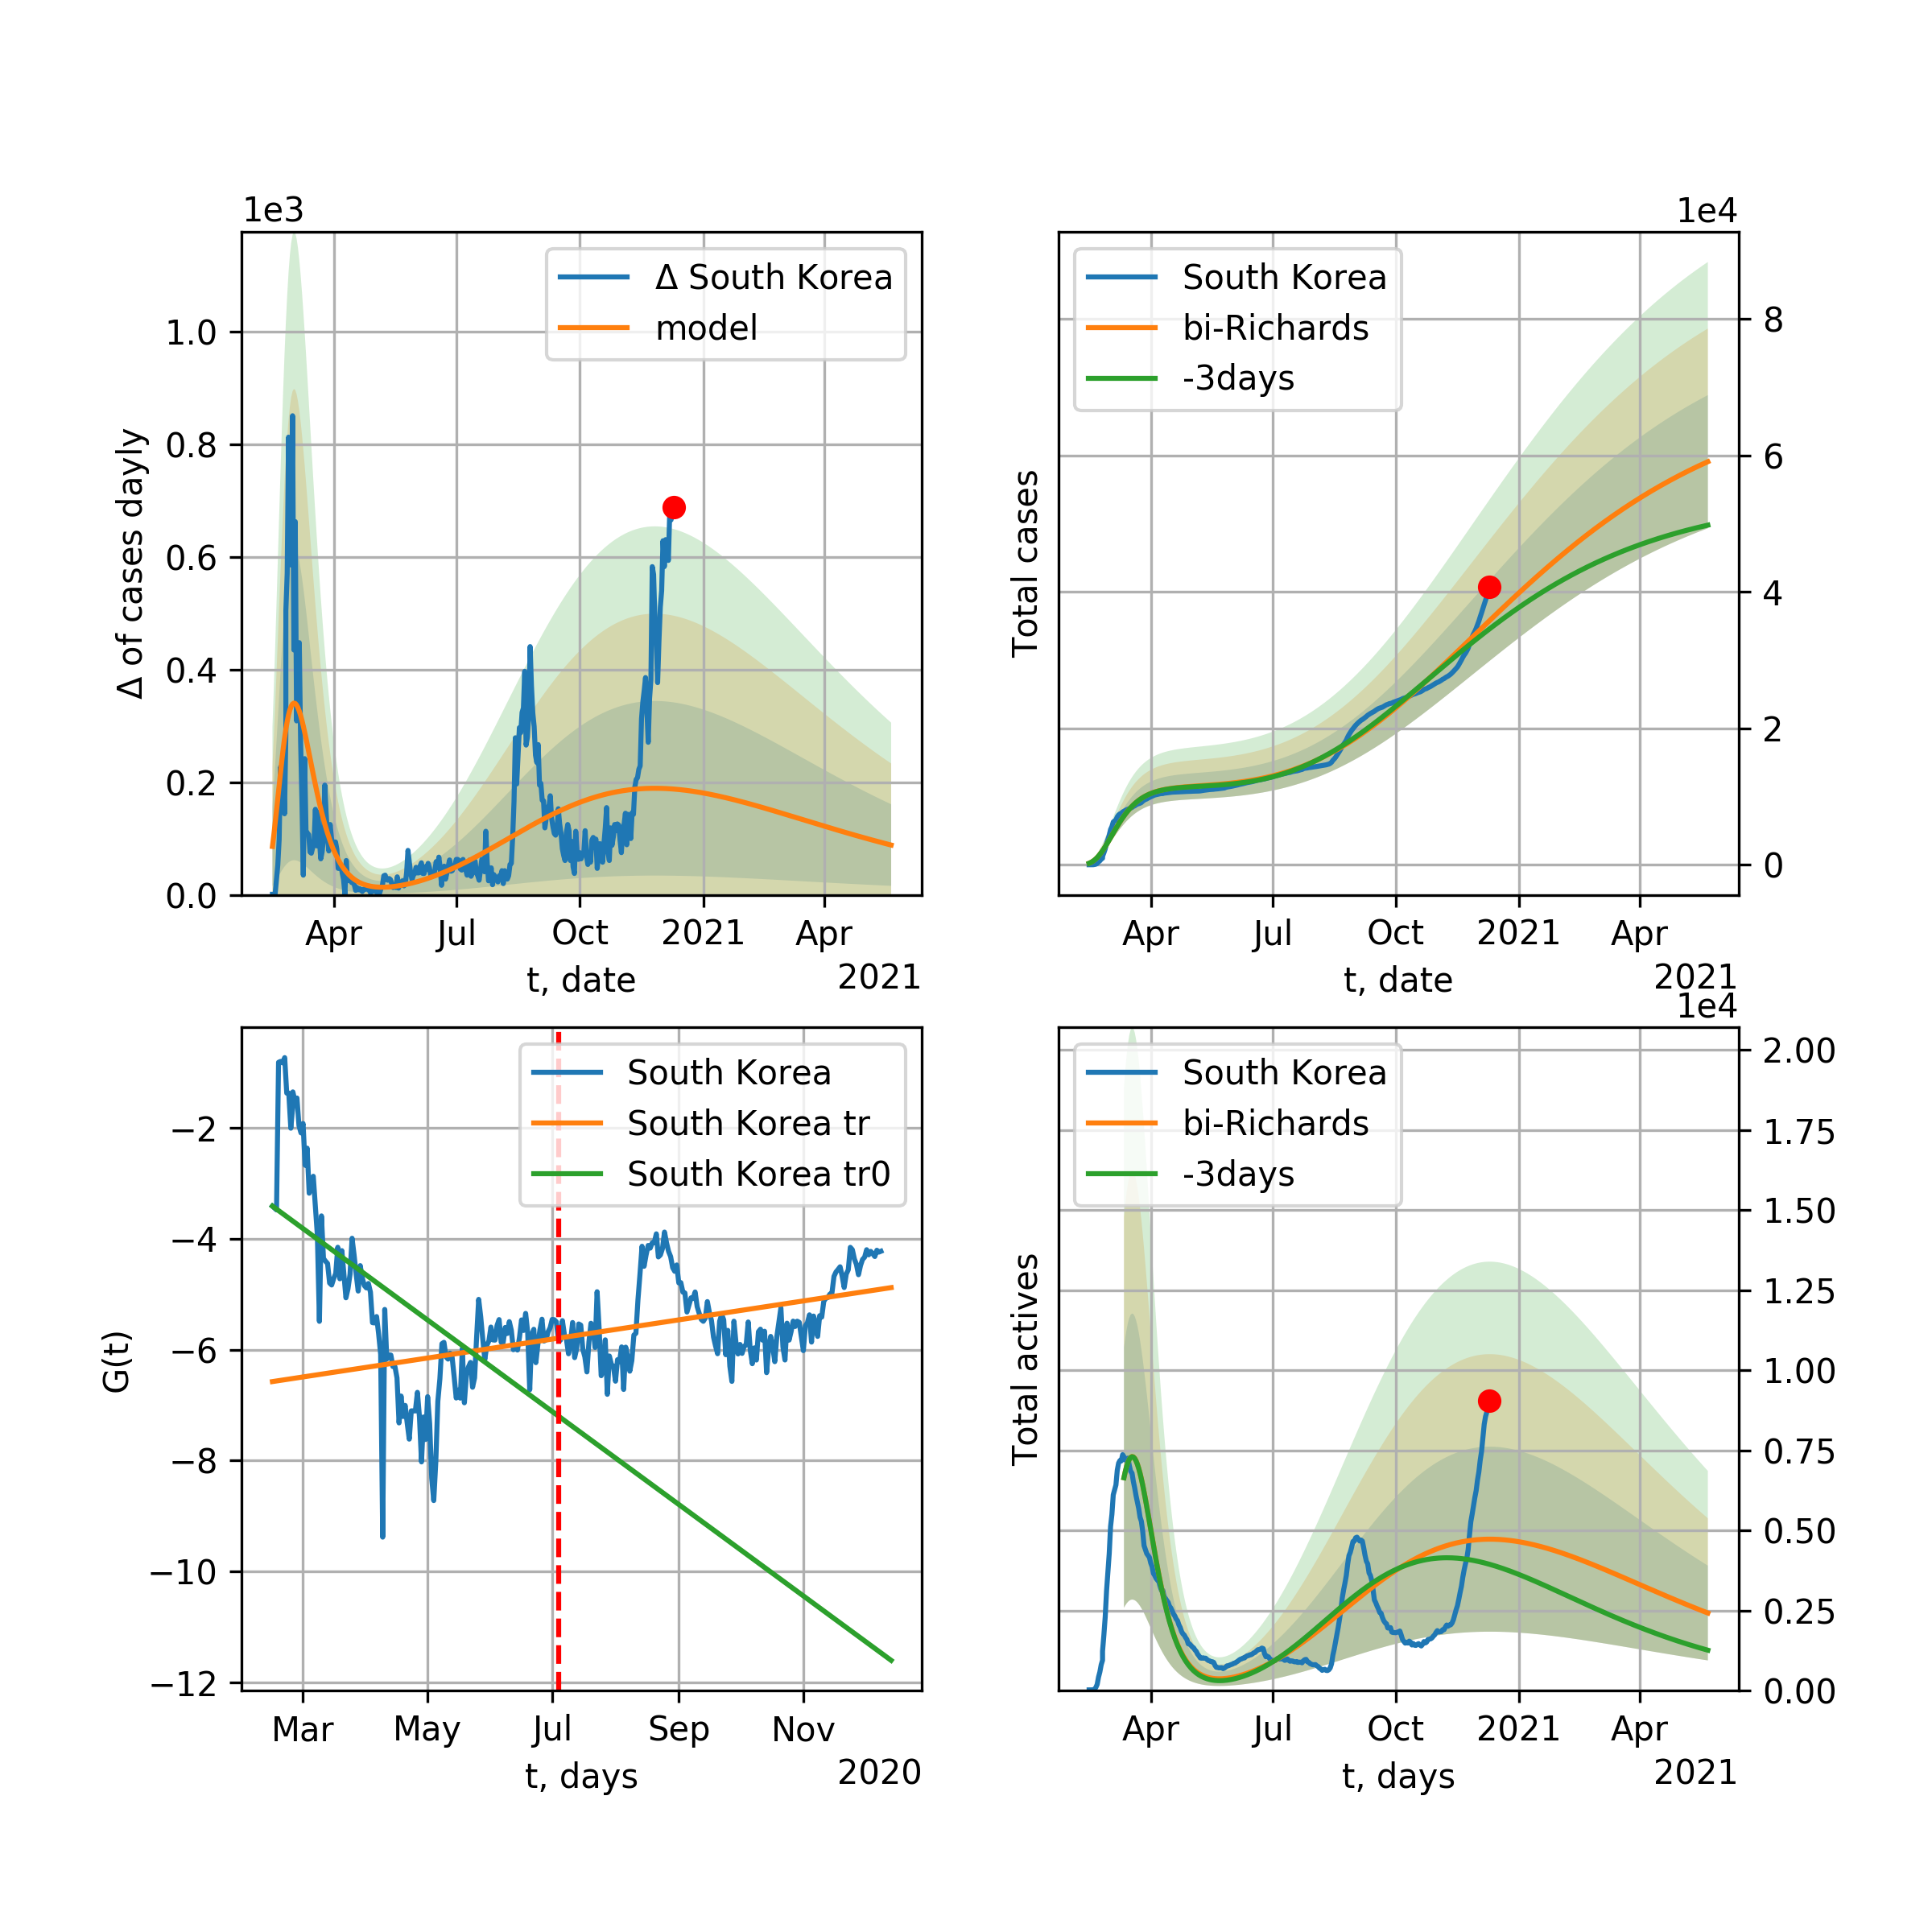 1e3
Δ South Korea
model
1.0
0.8
0.6
0.4
0.2
0.0
Δ of cases dayly
Apr Jul Oct 2021 Apr
t, date
2021
1e4
South Korea
bi-Richards
-3days
8
6
4
2
0
Total cases
Apr Jul Oct 2021 Apr
t, date
2021
South Korea
South Korea tr
South Korea tr0
−2
−4
−6
−8
−10
−12
G(t)
Mar May Jul Sep Nov
t, days
2020
1e4
South Korea
bi-Richards
-3days
2.00
1.75
1.50
1.25
1.00
0.75
0.50
0.25
0.00
Total actives
Apr Jul Oct 2021 Apr
t, days
2021